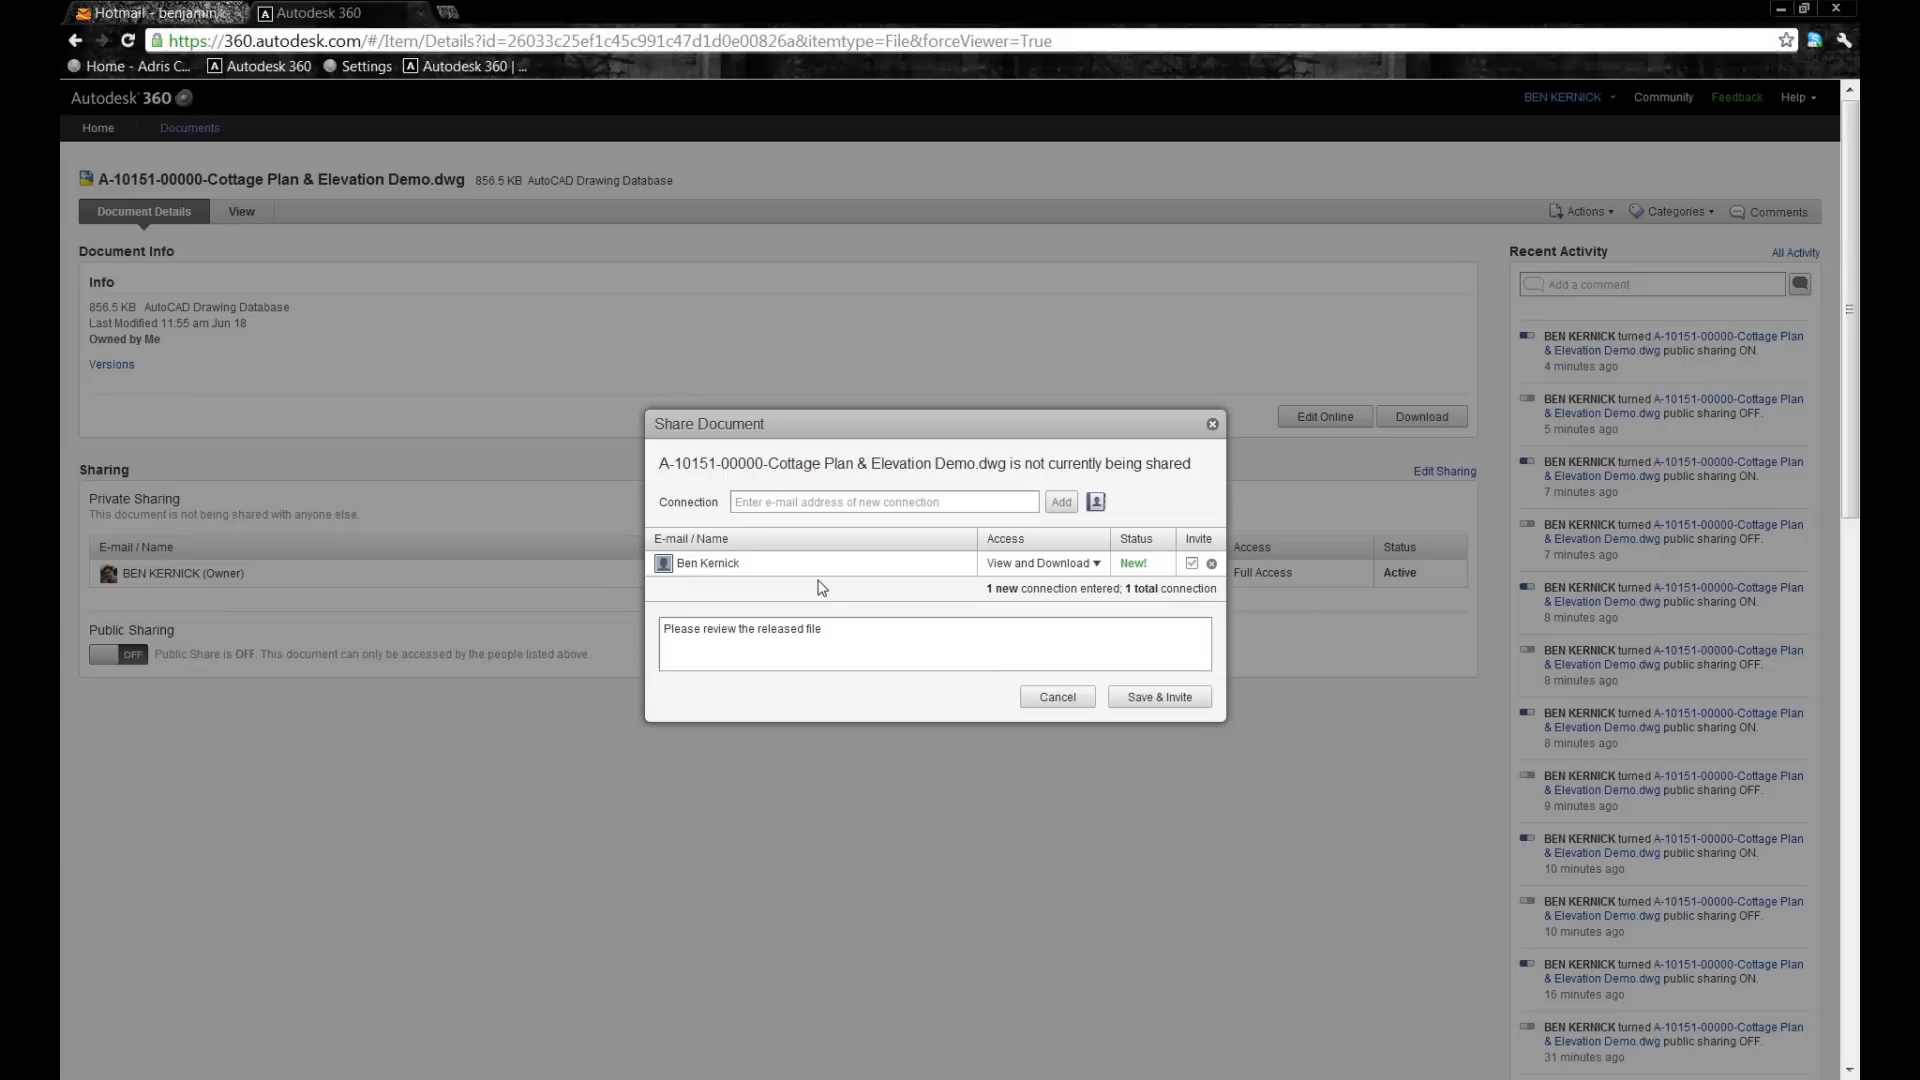 Hotmail - benjamin
Autodesk 360
https://360.autodesk.com/#/Item/Details?id=26033c25ef1c45c991c47d1d0e00826a&itemtype=File&forceViewer=True
Home - Adris C... Autodesk 360 Settings Autodesk 360 | ...
Autodesk 360
BEN KERNICK Community Feedback Help
Home Documents
A-10151-00000-Cottage Plan & Elevation Demo.dwg 856.5 KB AutoCAD Drawing Database
Document Details View
Actions Categories Comments
Document Info
Info
856.5 KB AutoCAD Drawing Database
Last Modified 11:55 am Jun 18
Owned by Me
Versions
Edit Online Download
Sharing
Edit Sharing
Private Sharing
This document is not being shared with anyone else.
E-mail / Name Access Status
BEN KERNICK (Owner) Full Access Active
Public Sharing
OFF Public Share is OFF. This document can only be accessed by the people listed above.
Share Document
A-10151-00000-Cottage Plan & Elevation Demo.dwg is not currently being shared
Connection Enter e-mail address of new connection Add
E-mail / Name Access Status Invite
Ben Kernick View and Download New!
1 new connection entered; 1 total connection
Please review the released file
Cancel Save & Invite
Recent Activity All Activity
Add a comment
BEN KERNICK turned A-10151-00000-Cottage Plan
& Elevation Demo.dwg public sharing ON.
4 minutes ago
BEN KERNICK turned A-10151-00000-Cottage Plan
& Elevation Demo.dwg public sharing OFF.
5 minutes ago
BEN KERNICK turned A-10151-00000-Cottage Plan
& Elevation Demo.dwg public sharing ON.
7 minutes ago
BEN KERNICK turned A-10151-00000-Cottage Plan
& Elevation Demo.dwg public sharing OFF.
7 minutes ago
BEN KERNICK turned A-10151-00000-Cottage Plan
& Elevation Demo.dwg public sharing ON.
8 minutes ago
BEN KERNICK turned A-10151-00000-Cottage Plan
& Elevation Demo.dwg public sharing OFF.
8 minutes ago
BEN KERNICK turned A-10151-00000-Cottage Plan
& Elevation Demo.dwg public sharing ON.
8 minutes ago
BEN KERNICK turned A-10151-00000-Cottage Plan
& Elevation Demo.dwg public sharing OFF.
9 minutes ago
BEN KERNICK turned A-10151-00000-Cottage Plan
& Elevation Demo.dwg public sharing ON.
10 minutes ago
BEN KERNICK turned A-10151-00000-Cottage Plan
& Elevation Demo.dwg public sharing OFF.
10 minutes ago
BEN KERNICK turned A-10151-00000-Cottage Plan
& Elevation Demo.dwg public sharing ON.
16 minutes ago
BEN KERNICK turned A-10151-00000-Cottage Plan
& Elevation Demo.dwg public sharing OFF.
31 minutes ago